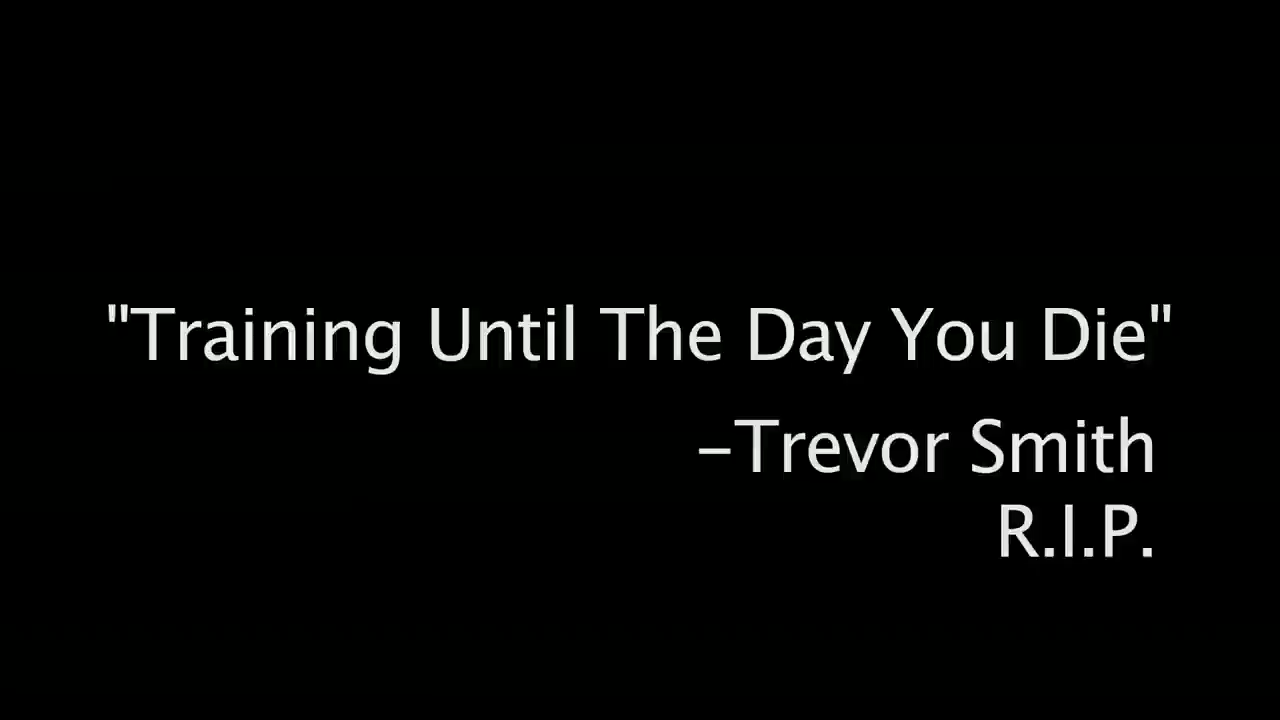 "Training Until The Day You Die"
-Trevor Smith
R.I.P.